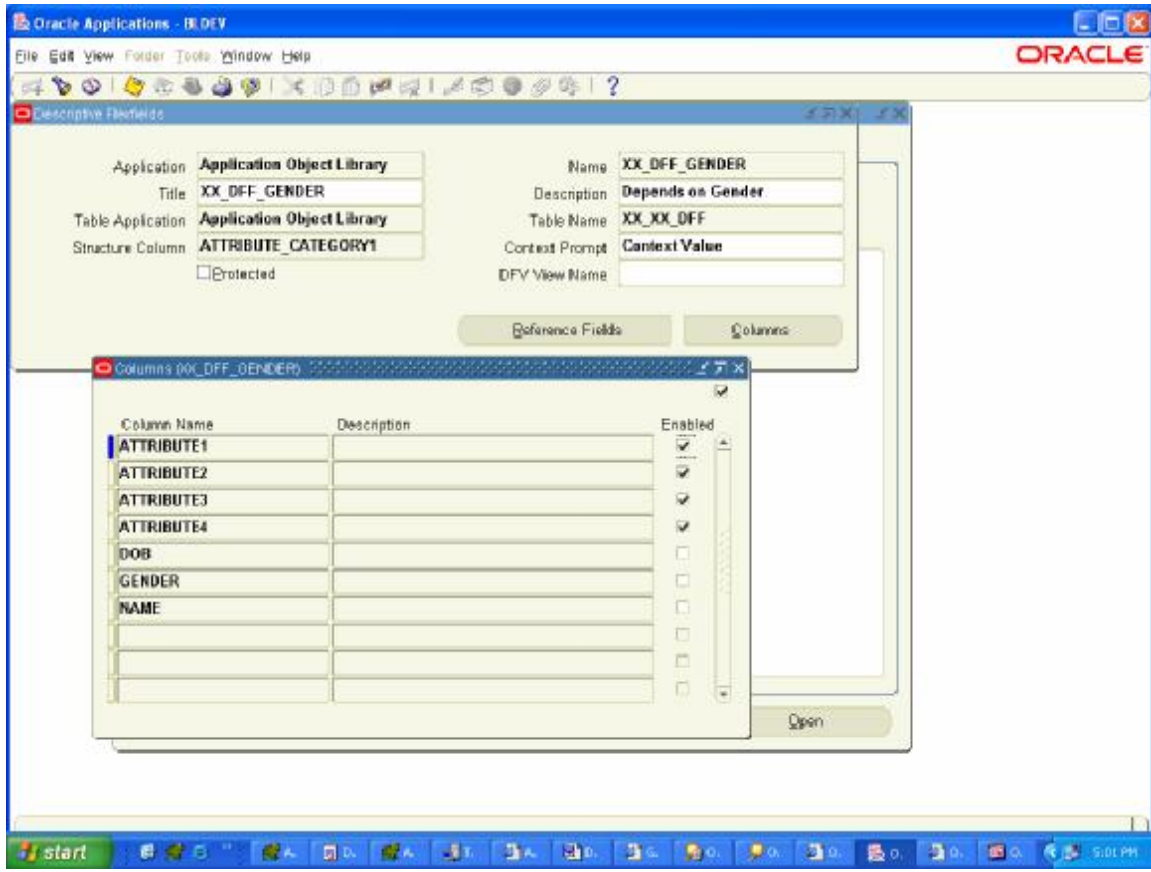 Oracle Applications - BLDEV
File Edit View Folder Tools Window Help
ORACLE
Descriptive Flexfields
Application Application Object Library Name XX_DFF_GENDER
Title XX_DFF_GENDER Description Depends on Gender
Table Application Application Object Library Table Name XX_XX_DFF
Structure Column ATTRIBUTE_CATEGORY1 Context Prompt Context Value
Protected DFV View Name
Reference Fields Columns
Columns (XX_DFF_GENDER)
Column Name Description Enabled
ATTRIBUTE1
ATTRIBUTE2
ATTRIBUTE3
ATTRIBUTE4
DOB
GENDER
NAME
Open
start A.. D.. A.. T.. A.. D.. G.. O.. O.. O.. O.. O.. O.. 5:01 PM